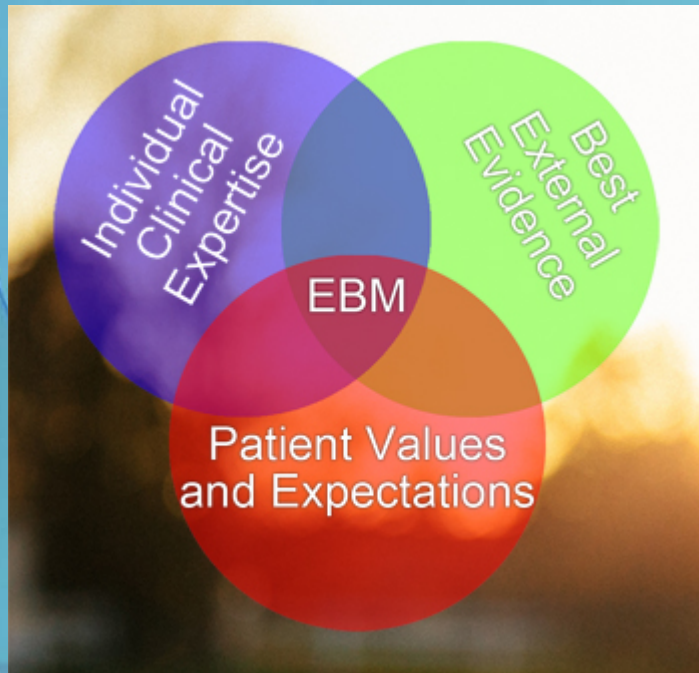 Individual
Clinical
Expertise
Best
External
Evidence
EBM
Patient Values
and Expectations